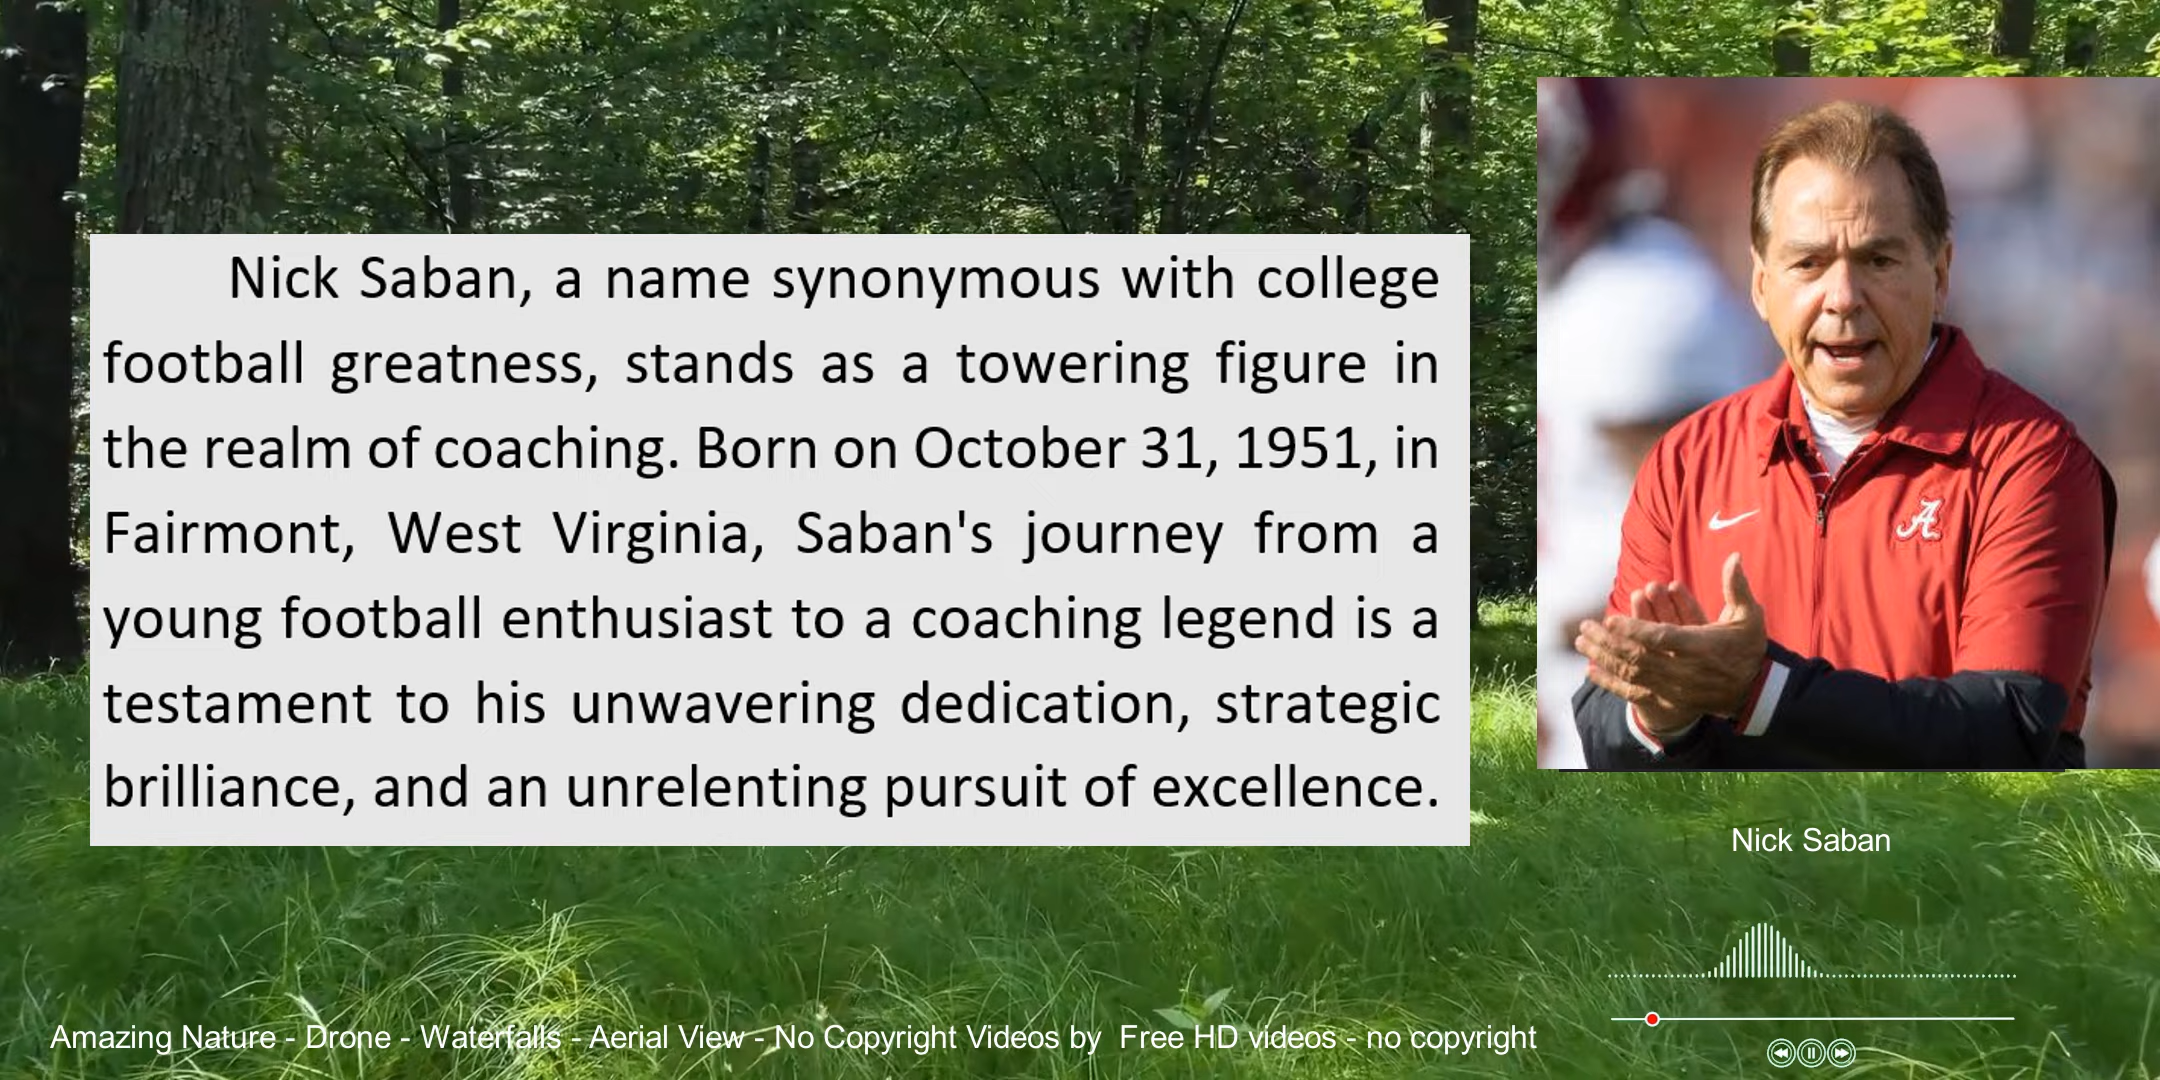 Nick Saban, a name synonymous with college
football greatness, stands as a towering figure in
the realm of coaching. Born on October 31, 1951, in
Fairmont, West Virginia, Saban's journey from a
young football enthusiast to a coaching legend is a
testament to his unwavering dedication, strategic
brilliance, and an unrelenting pursuit of excellence.
A
Nick Saban
Amazing Nature - Drone - Waterfalls - Aerial View - No Copyright Videos by  Free HD videos - no copyright